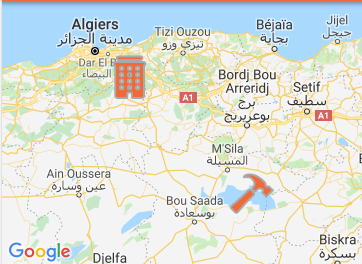 Algiers
مدينة الجزائر
Tizi Ouzou
تيزي وزو
Béjaïa
بجاية
Jijel
جيجل
Dar El
البيضاء
Bordj Bou
Arreridj
برج
بوعريريج
Setif
سطيف
A1
A1
M'Sila
المسيلة
Ain Oussera
عين وسارة
Bou Saada
بوسعادة
Biskra
بسكرة
Djelfa
Google